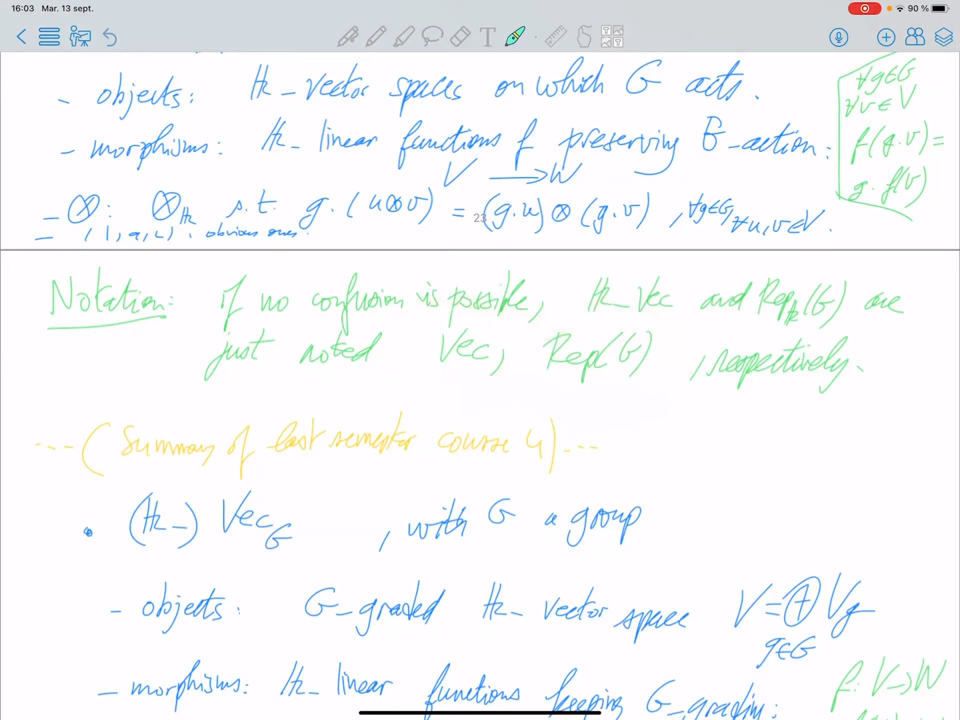 16:03 Mar. 13 sept. 90 %
- objects: 𝕜-vector spaces on which G acts.
- morphisms: 𝕜-linear functions f preserving G-action:
V → W
∀g∈G
∀v∈V
f(g.v)=
g.f(v)
- ⊗: ⊗𝕜 s.t. g.(u⊗v) = (g.u)⊗(g.v), ∀g∈G, ∀u,v∈V.
23
- (1, a, l, r): obvious ones.
Notation: if no confusion is possible, 𝕜-Vec and Rep𝕜(G) are
just noted Vec, Rep(G), respectively.
---(Summary of last semester course 4)---
• (𝕜-) Vec_G, with G a group
- objects: G-graded 𝕜-vector space V = ⊕ Vg
g∈G
- morphisms: 𝕜-linear functions keeping G-grading:
f: V→W